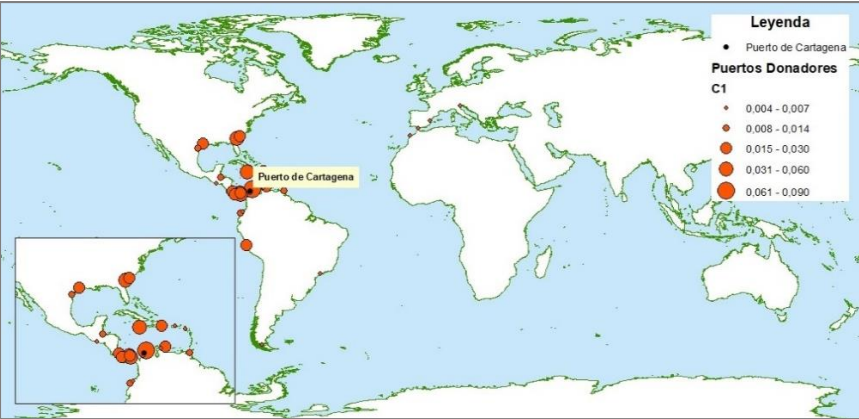 Leyenda
Puerto de Cartagena
Puertos Donadores
C1
0,004 - 0,007
0,008 - 0,014
0,015 - 0,030
0,031 - 0,060
0,061 - 0,090
Puerto de Cartagena